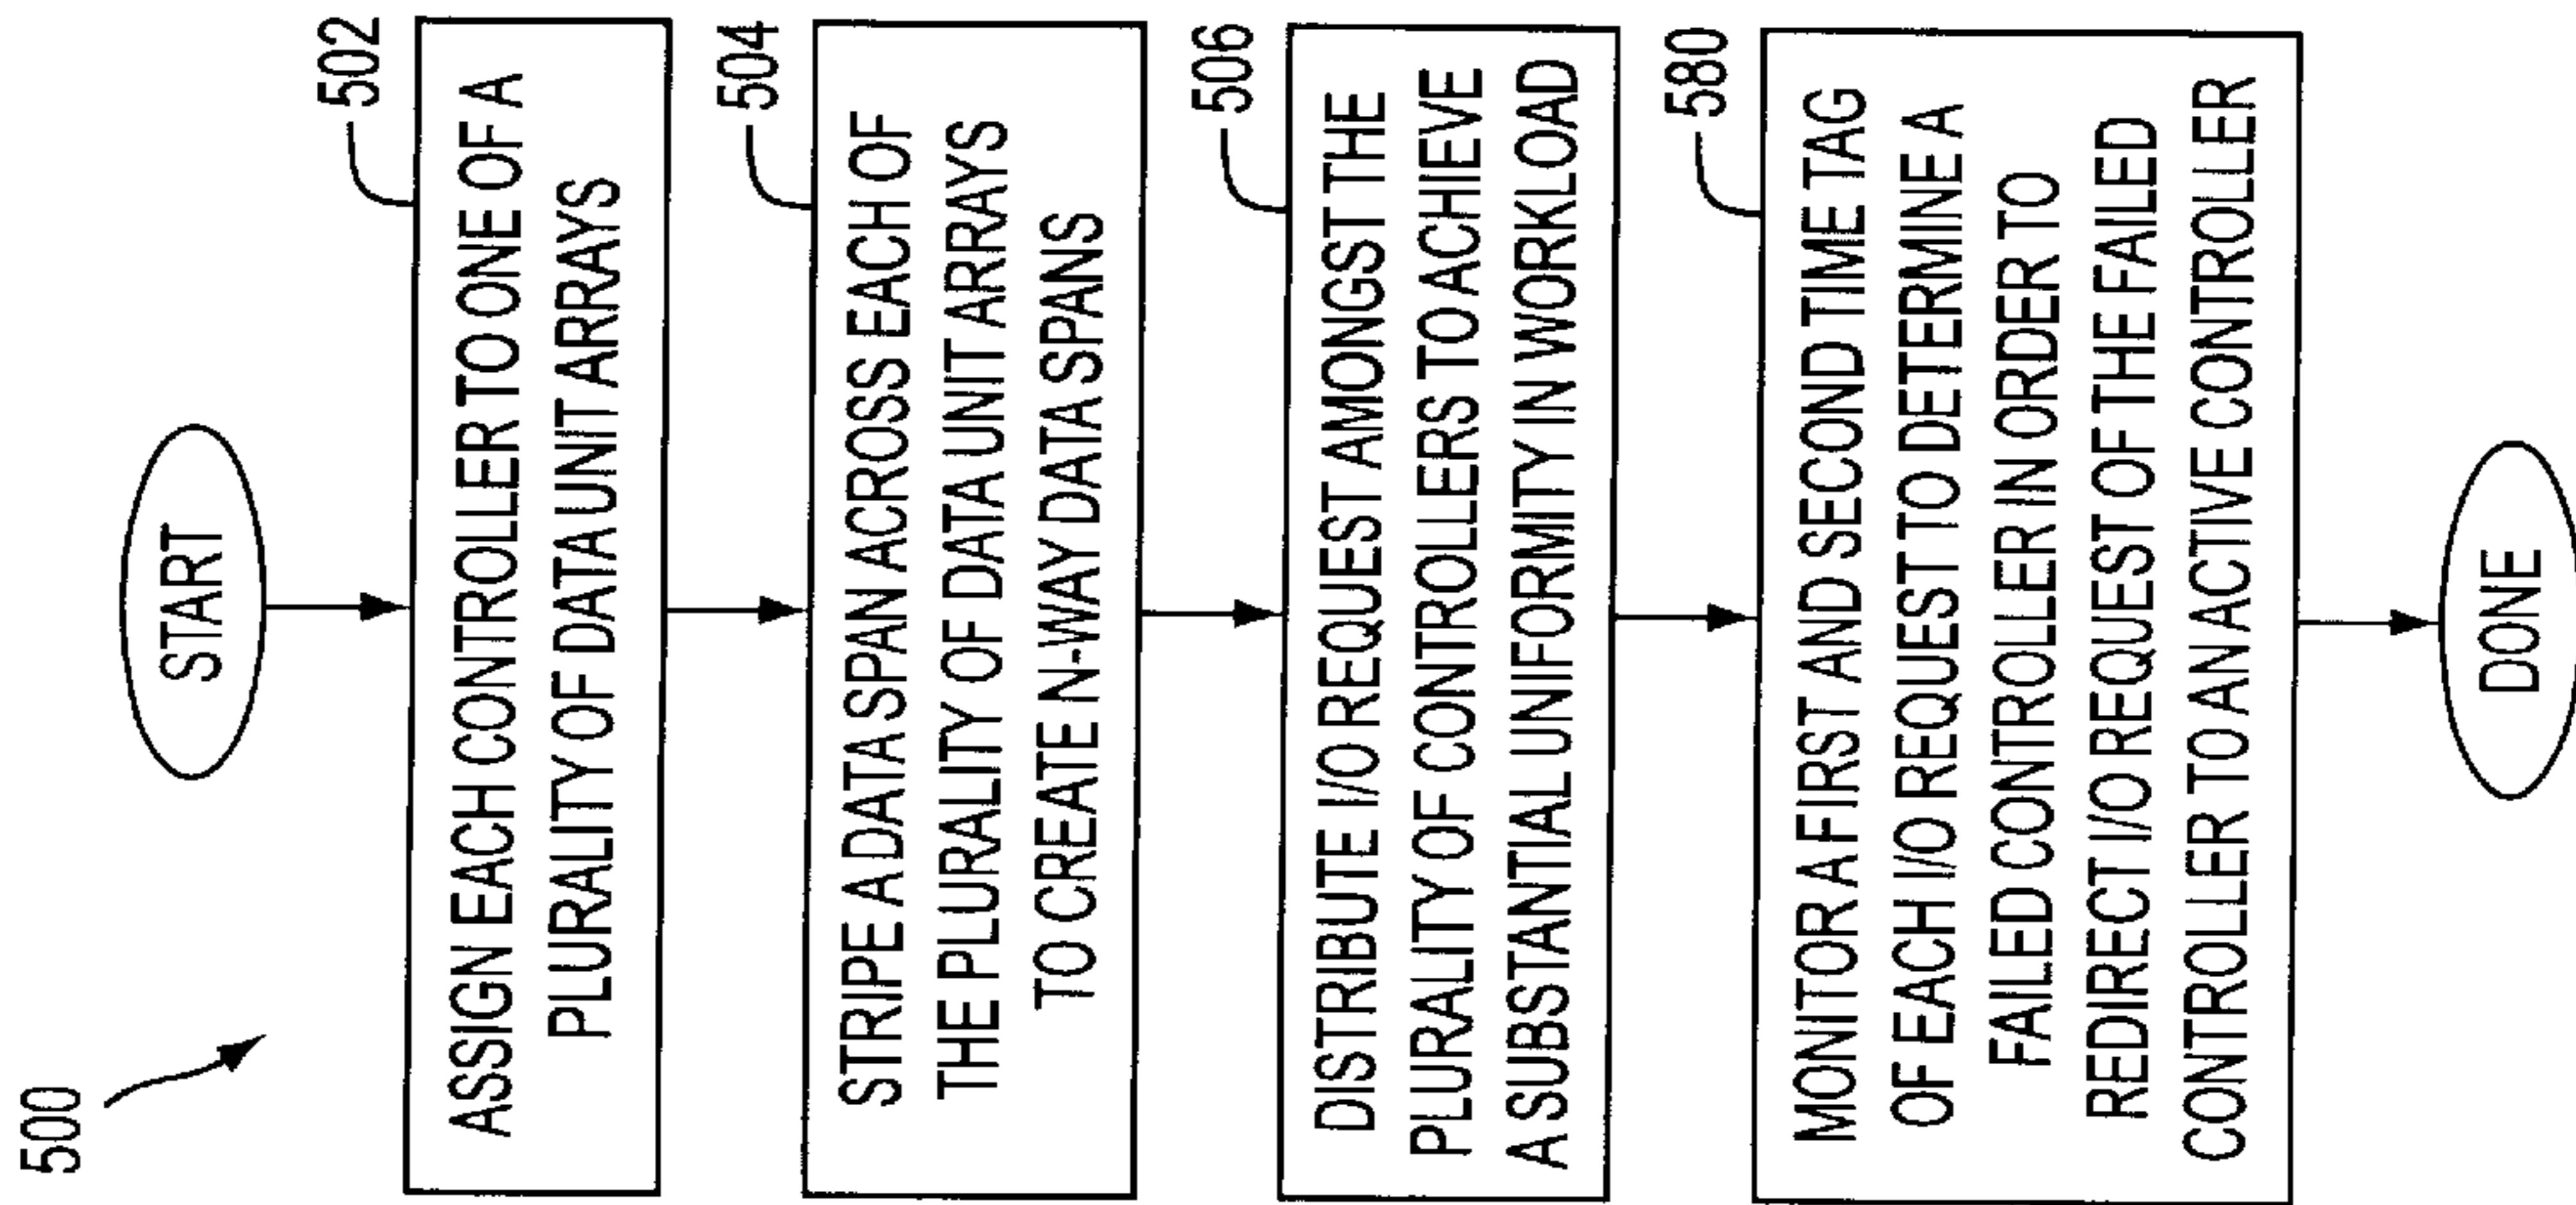 500
START
502
ASSIGN EACH CONTROLLER TO ONE OF A
PLURALITY OF DATA UNIT ARRAYS
504
STRIPE A DATA SPAN ACROSS EACH OF
THE PLURALITY OF DATA UNIT ARRAYS
TO CREATE N-WAY DATA SPANS
506
DISTRIBUTE I/O REQUEST AMONGST THE
PLURALITY OF CONTROLLERS TO ACHIEVE
A SUBSTANTIAL UNIFORMITY IN WORKLOAD
580
MONITOR A FIRST AND SECOND TIME TAG
OF EACH I/O REQUEST TO DETERMINE A
FAILED CONTROLLER IN ORDER TO
REDIRECT I/O REQUEST OF THE FAILED
CONTROLLER TO AN ACTIVE CONTROLLER
DONE